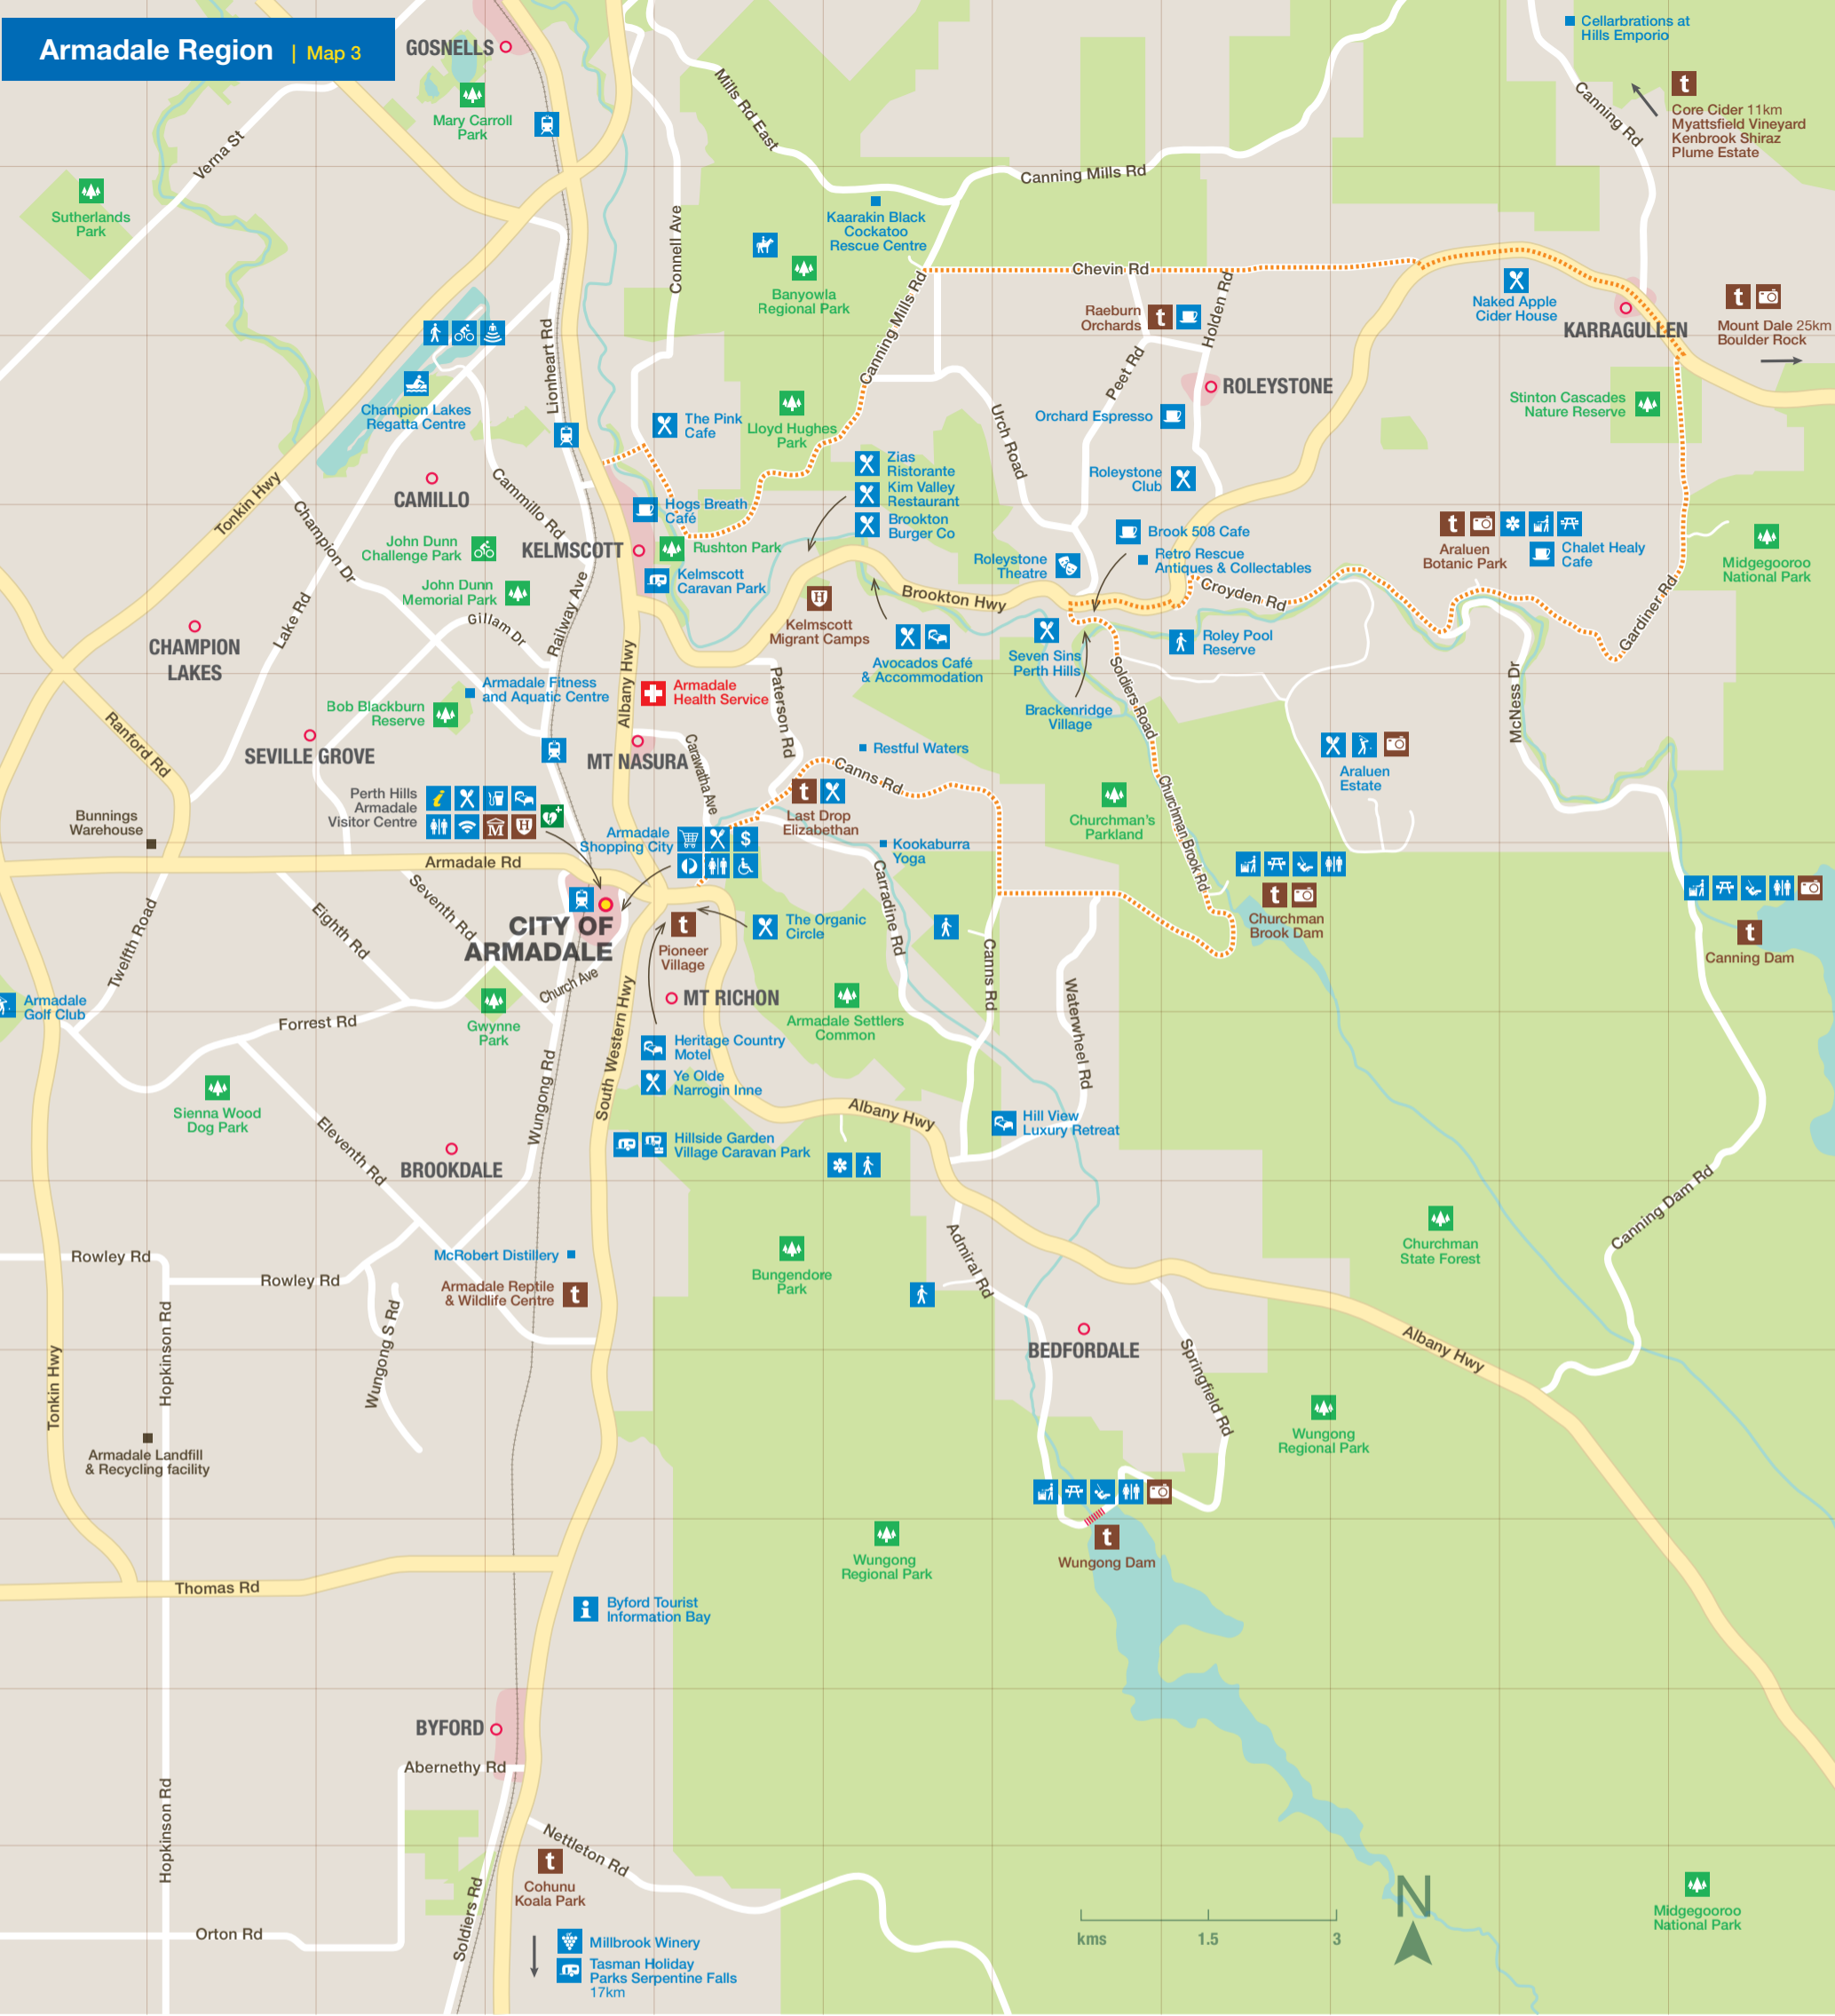 Armadale Region | Map 3
GOSNELLS
Mary Carroll
Park
Verna St
Sutherlands
Park
Mills Rd East
Connell Ave
Canning Mills Rd
Kaarakin Black
Cockatoo
Rescue Centre
Banyowla
Regional Park
Cellarbrations at
Hills Emporio
Canning Rd
t
Core Cider 11km
Myattsfield Vineyard
Kenbrook Shiraz
Plume Estate
Chevin Rd
Canning Mills Rd
Raeburn
Orchards
t
Holden Rd
Peet Rd
Naked Apple
Cider House
KARRAGULLEN
t
Mount Dale 25km
Boulder Rock
ROLEYSTONE
Stinton Cascades
Nature Reserve
Lionheart Rd
Champion Lakes
Regatta Centre
The Pink
Cafe
Lloyd Hughes
Park
Orchard Espresso
Urch Road
Roleystone
Club
Zias
Ristorante
Kim Valley
Restaurant
Brookton
Burger Co
CAMILLO
Cammillo Rd
Tonkin Hwy
Champion Dr
Hogs Breath
Café
John Dunn
Challenge Park
KELMSCOTT
Rushton Park
John Dunn
Memorial Park
Kelmscott
Caravan Park
Gillam Dr
Railway Ave
Lake Rd
CHAMPION
LAKES
Kelmscott
Migrant Camps
H
Brookton Hwy
Avocados Café
& Accommodation
Roleystone
Theatre
Brook 508 Cafe
Retro Rescue
Antiques & Collectables
Croyden Rd
Seven Sins
Perth Hills
Brackenridge
Village
Soldiers Road
Roley Pool
Reserve
t
Araluen
Botanic Park
Chalet Healy
Cafe
Midgegooroo
National Park
Gardiner Rd
McNess Dr
Araluen
Estate
Armadale Fitness
and Aquatic Centre
Bob Blackburn
Reserve
Albany Hwy
Armadale
Health Service
Paterson Rd
Ranford Rd
SEVILLE GROVE
MT NASURA
Carawatha Ave
Restful Waters
Canns Rd
Perth Hills
Armadale
Visitor Centre
i
M
H
t
Last Drop
Elizabethan
Armadale
Shopping City
$
Kookaburra
Yoga
Bunnings
Warehouse
Armadale Rd
Churchman's
Parkland
Churchman Brook Rd
t
Churchman
Brook Dam
t
Canning Dam
Seventh Rd
Eighth Rd
Twelfth Road
CITY OF
ARMADALE
Church Ave
t
Pioneer
Village
The Organic
Circle
Carradine Rd
Canns Rd
Waterwheel Rd
MT RICHON
Armadale Settlers
Common
Armadale
Golf Club
Forrest Rd
Gwynne
Park
Heritage Country
Motel
Ye Olde
Narrogin Inne
Wungong Rd
South Western Hwy
Sienna Wood
Dog Park
Eleventh Rd
BROOKDALE
Hillside Garden
Village Caravan Park
Albany Hwy
Hill View
Luxury Retreat
Canning Dam Rd
Rowley Rd
Rowley Rd
McRobert Distillery
Armadale Reptile
& Wildlife Centre
t
Bungendore
Park
Admiral Rd
Churchman
State Forest
Hopkinson Rd
Wungong S Rd
BEDFORDALE
Springfield Rd
Albany Hwy
Tonkin Hwy
Armadale Landfill
& Recycling facility
Wungong
Regional Park
Wungong
Regional Park
t
Wungong Dam
Thomas Rd
i
Byford Tourist
Information Bay
BYFORD
Abernethy Rd
Hopkinson Rd
Nettleton Rd
t
Cohunu
Koala Park
Soldiers Rd
Orton Rd
Millbrook Winery
Tasman Holiday
Parks Serpentine Falls
17km
N
kms 1.5 3
Midgegooroo
National Park